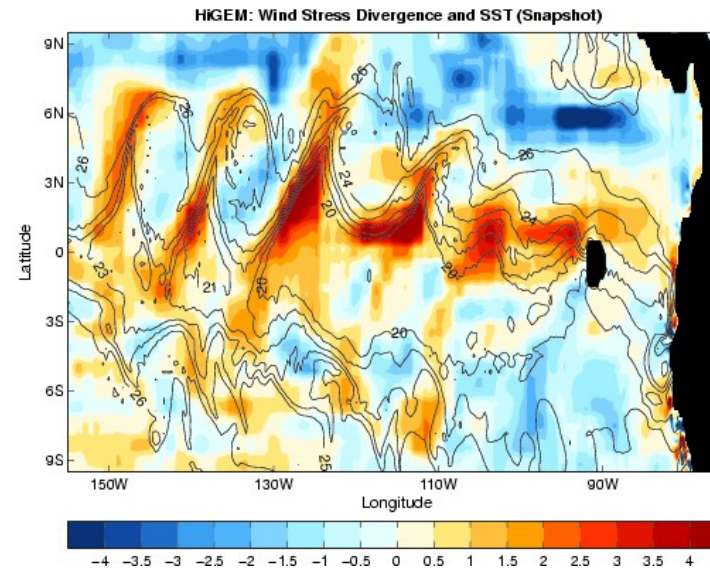 HiGEM: Wind Stress Divergence and SST (Snapshot)
9N
6N
3N
0
3S
6S
9S
Latitude
26
26
26
26
24
24
23
21
20
20
20
20
26
25
150W
130W
110W
90W
Longitude
−4 −3.5 −3 −2.5 −2 −1.5 −1 −0.5 0 0.5 1 1.5 2 2.5 3 3.5 4